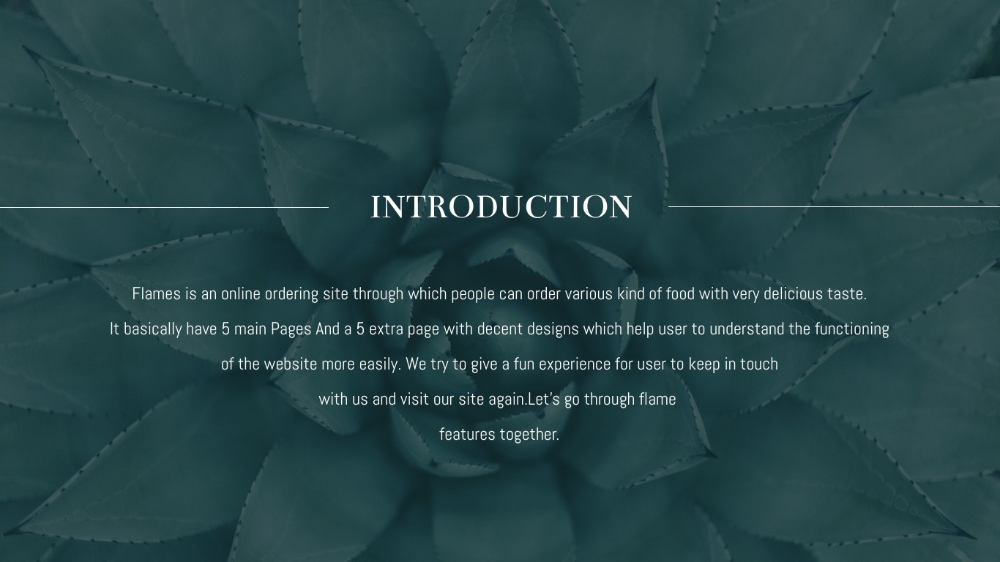 INTRODUCTION
Flames is an online ordering site through which people can order various kind of food with very delicious taste.
It basically have 5 main Pages And a 5 extra page with decent designs which help user to understand the functioning
of the website more easily. We try to give a fun experience for user to keep in touch
with us and visit our site again.Let's go through flame
features together.